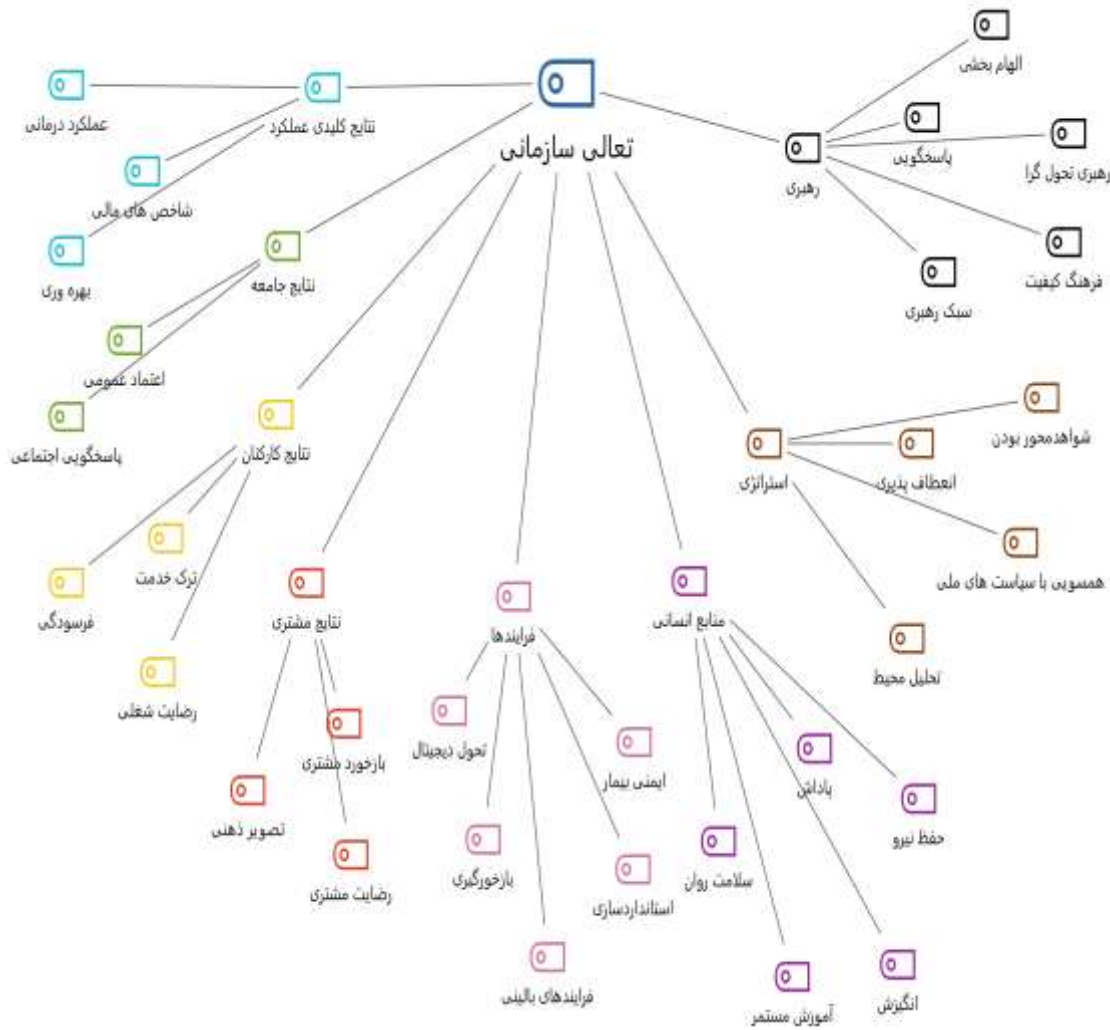 تعالی سازمانی
رهبری
الهام بخشی
پاسخگویی
رهبری تحول گرا
فرهنگ کیفیت
سبک رهبری
استراتژی
شواهدمحور بودن
انعطاف پذیری
همسویی با سیاست های ملی
تحلیل محیط
منابع انسانی
پاداش
حفظ نیرو
سلامت روان
انگیزش
آموزش مستمر
فرایندها
تحول دیجیتال
ایمنی بیمار
بازخورگیری
استانداردسازی
فرایندهای بالینی
نتایج مشتری
بازخورد مشتری
تصویر ذهنی
رضایت مشتری
نتایج کارکنان
ترک خدمت
فرسودگی
رضایت شغلی
نتایج جامعه
اعتماد عمومی
پاسخگویی اجتماعی
نتایج کلیدی عملکرد
عملکرد درمانی
شاخص های مالی
بهره وری